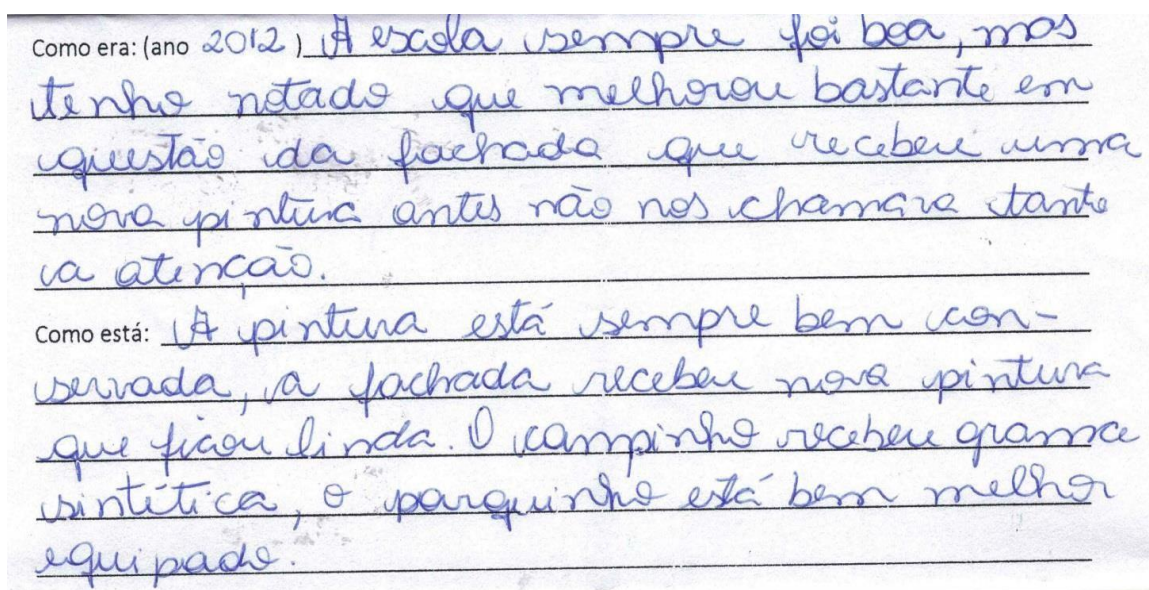 Como era: (ano 2012) A escola sempre foi boa, mas
tenho notado que melhorou bastante em
questão da fachada que recebeu uma
nova pintura antes não nos chamava tanto
a atenção.
Como está: A pintura está sempre bem con-
servada, a fachada recebeu nova pintura
que ficou linda. O campinho recebeu grama
sintética, o parquinho está bem melhor
equipado.